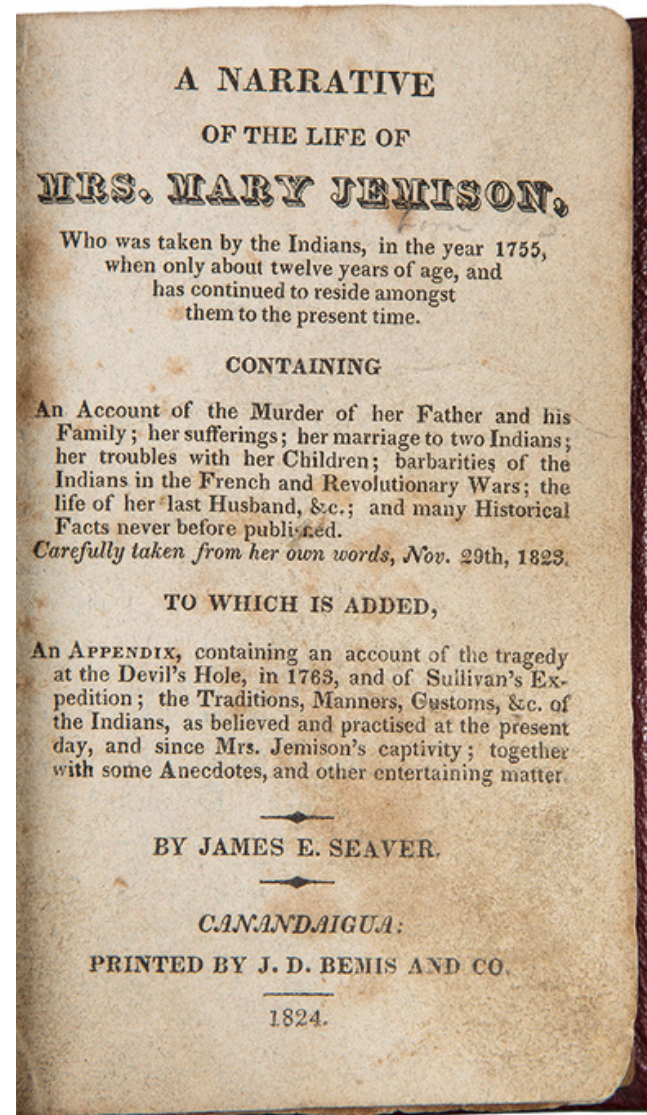 A NARRATIVE
OF THE LIFE OF
MRS. MARY JEMISON,
Who was taken by the Indians, in the year 1755,
when only about twelve years of age, and
has continued to reside amongst
them to the present time.
CONTAINING
An Account of the Murder of her Father and his
Family; her sufferings; her marriage to two Indians;
her troubles with her Children; barbarities of the
Indians in the French and Revolutionary Wars; the
life of her last Husband, &c.; and many Historical
Facts never before published.
Carefully taken from her own words, Nov. 29th, 1823.
TO WHICH IS ADDED,
An APPENDIX, containing an account of the tragedy
at the Devil's Hole, in 1763, and of Sullivan's Ex-
pedition; the Traditions, Manners, Customs, &c. of
the Indians, as believed and practised at the present
day, and since Mrs. Jemison's captivity; together
with some Anecdotes, and other entertaining matter.
BY JAMES E. SEAVER.
CANANDAIGUA:
PRINTED BY J. D. BEMIS AND CO.
1824.